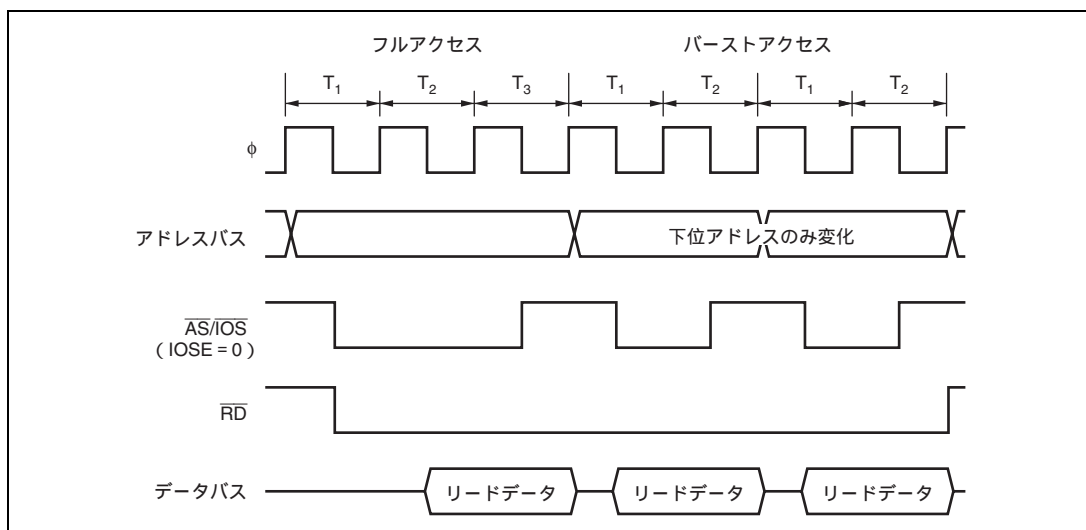 フルアクセス バーストアクセス
T₁ T₂ T₃ T₁ T₂ T₁ T₂
φ
アドレスバス 下位アドレスのみ変化
A̅S̅/I̅O̅S̅
( IOSE = 0 )
R̅D̅
データバス リードデータ リードデータ リードデータ